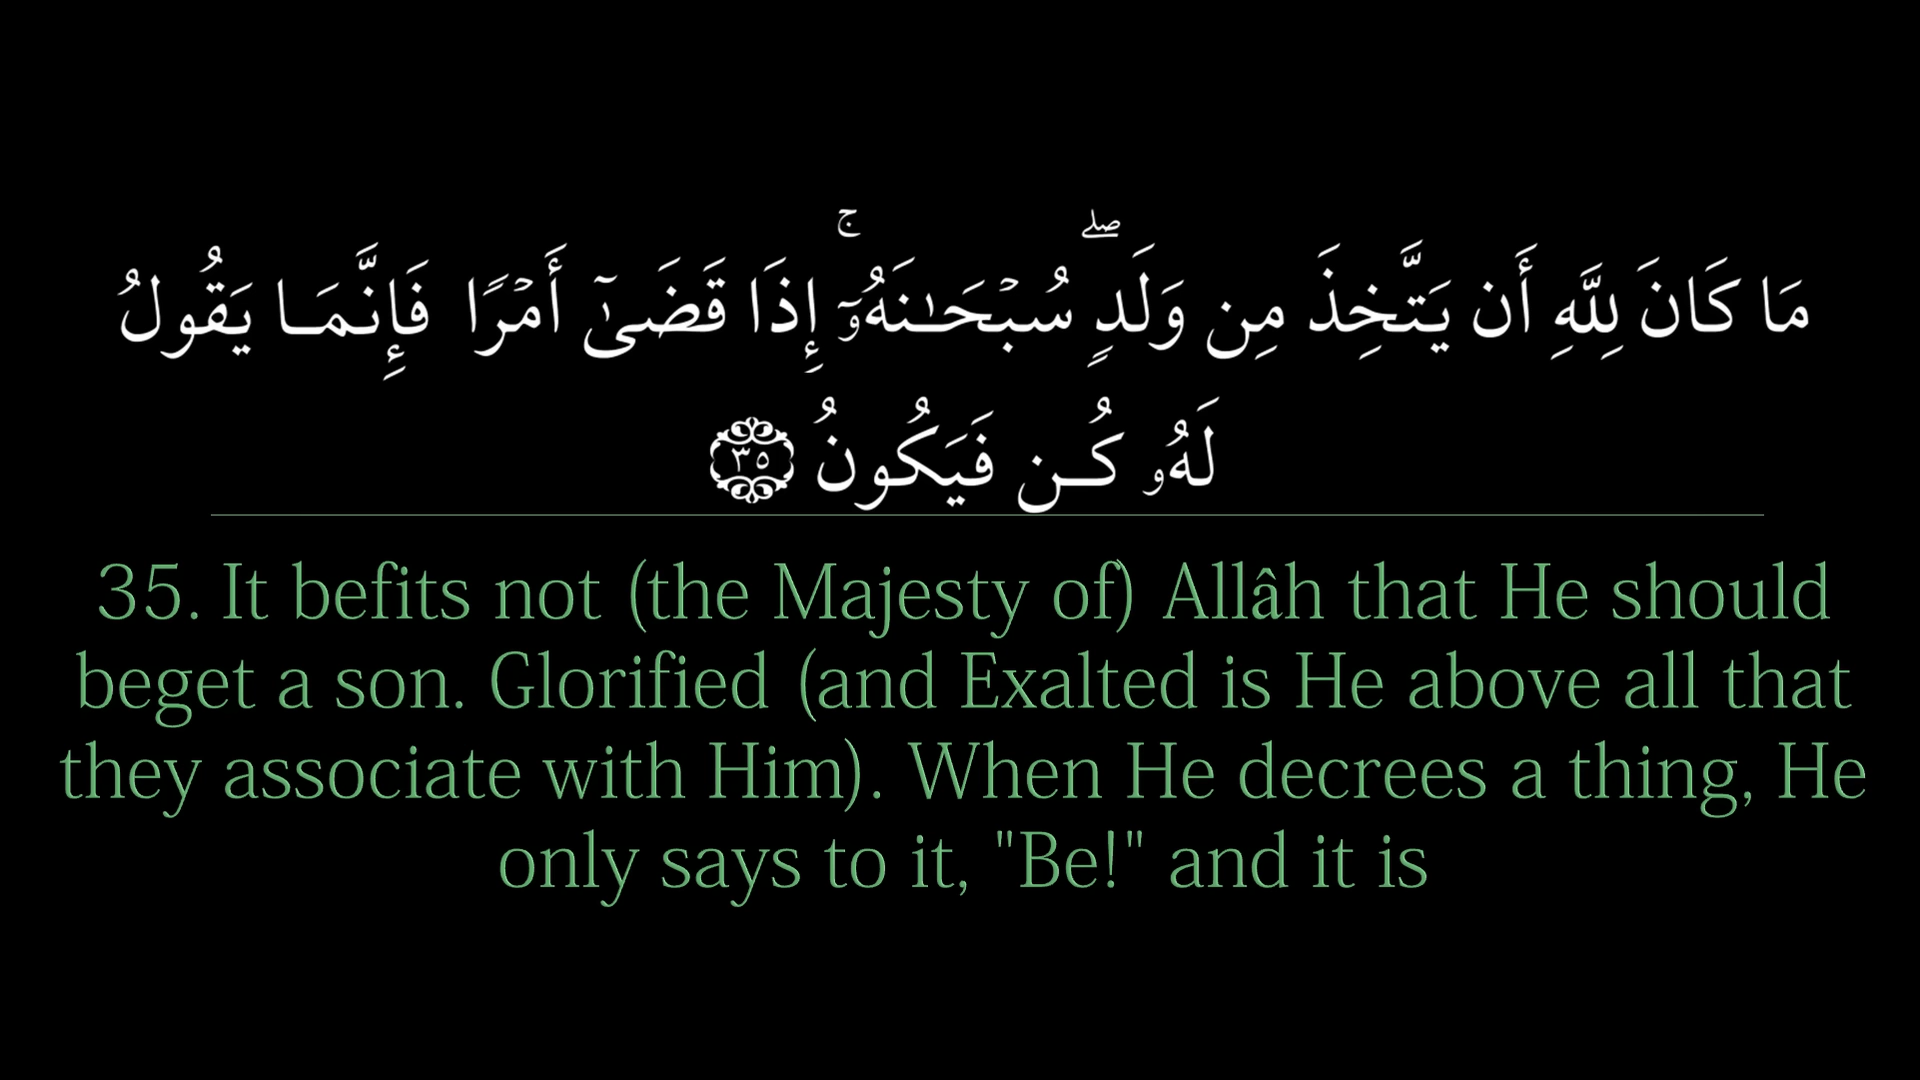 مَا كَانَ لِلَّهِ أَن يَتَّخِذَ مِن وَلَدٍۖ سُبْحَـٰنَهُۥٓۚ إِذَا قَضَىٰٓ أَمْرًا فَإِنَّمَا يَقُولُ
لَهُۥ كُن فَيَكُونُ ٣٥
35. It befits not (the Majesty of) Allâh that He should
beget a son. Glorified (and Exalted is He above all that
they associate with Him). When He decrees a thing, He
only says to it, "Be!" and it is